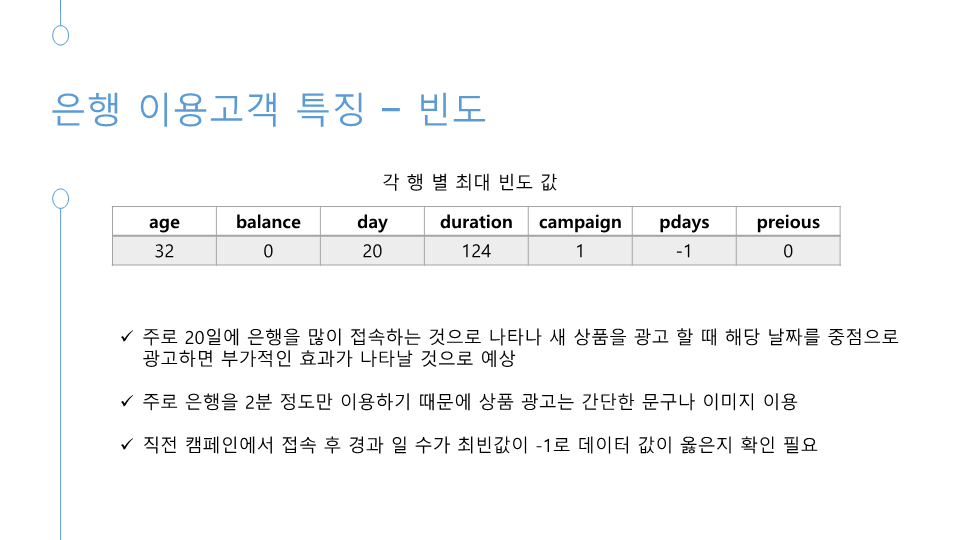 은행 이용고객 특징 – 빈도
각 행 별 최대 빈도 값
age balance day duration campaign pdays preious
32 0 20 124 1 -1 0
✓ 주로 20일에 은행을 많이 접속하는 것으로 나타나 새 상품을 광고 할 때 해당 날짜를 중점으로
광고하면 부가적인 효과가 나타날 것으로 예상
✓ 주로 은행을 2분 정도만 이용하기 때문에 상품 광고는 간단한 문구나 이미지 이용
✓ 직전 캠페인에서 접속 후 경과 일 수가 최빈값이 -1로 데이터 값이 옳은지 확인 필요